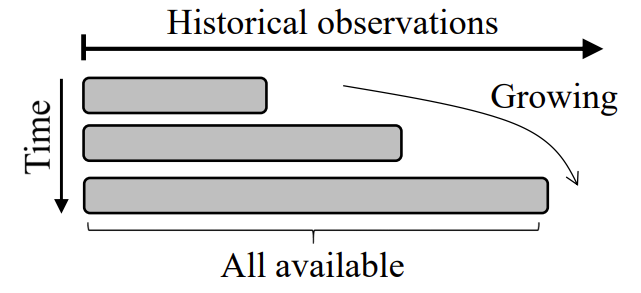 Historical observations
Growing
Time
All available